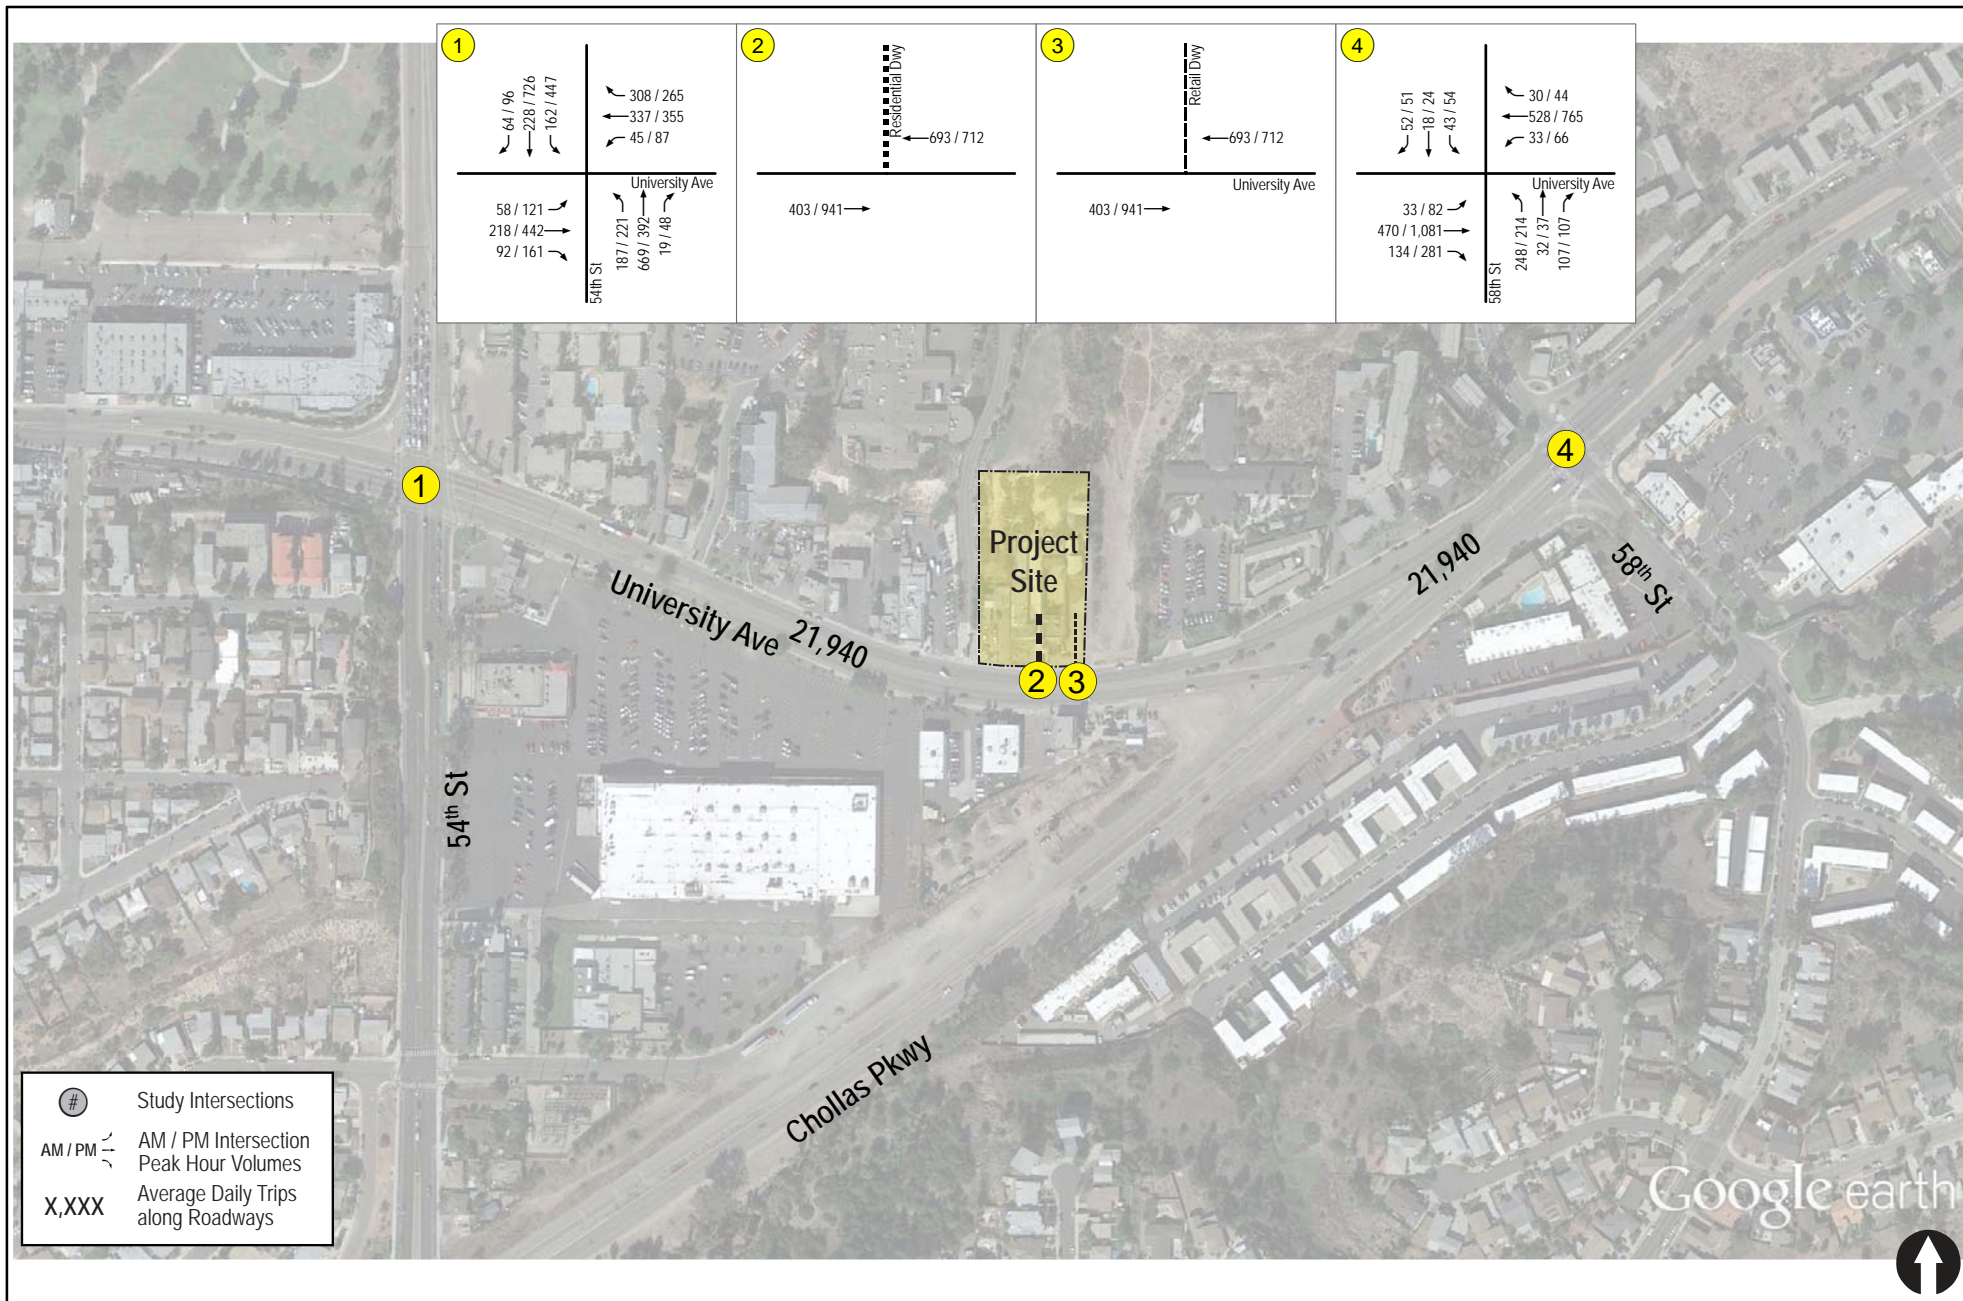 1
64 / 96
228 / 726
162 / 447
308 / 265
337 / 355
45 / 87
University Ave
58 / 121
218 / 442
92 / 161
187 / 221
669 / 392
19 / 48
54th St
2
Residential Dwy
693 / 712
403 / 941
3
Retail Dwy
693 / 712
University Ave
403 / 941
4
52 / 51
18 / 24
43 / 54
30 / 44
528 / 765
33 / 66
University Ave
33 / 82
470 / 1,081
134 / 281
248 / 214
32 / 37
107 / 107
58th St
1
4
Project
Site
University Ave
21,940
21,940
58th St
2
3
54th St
Chollas Pkwy
# Study Intersections
AM / PM AM / PM Intersection
Peak Hour Volumes
X,XXX Average Daily Trips
along Roadways
Google earth